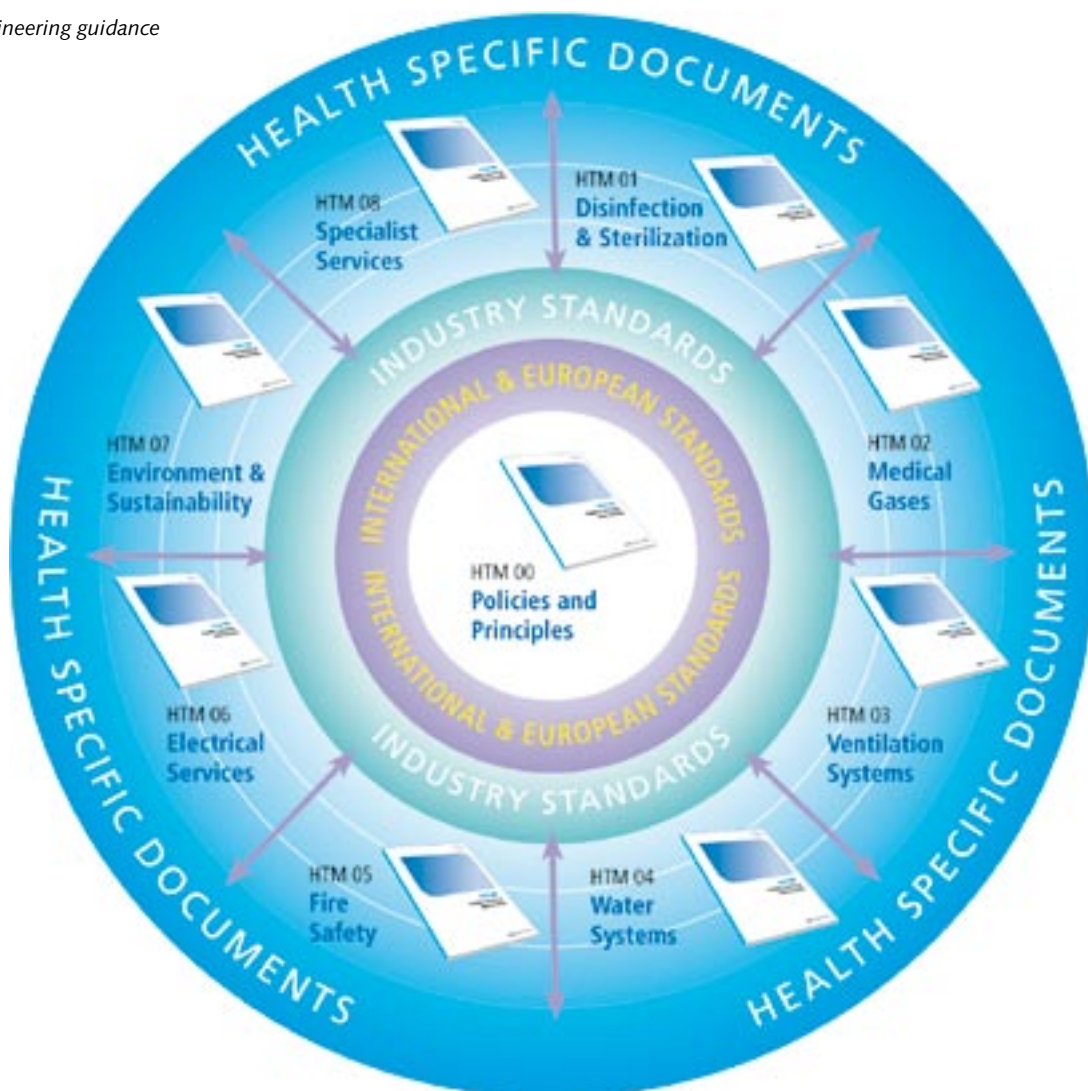 ineering guidance
HEALTH SPECIFIC DOCUMENTS
HTM 08
Specialist
Services
HTM 01
Disinfection
& Sterilization
INDUSTRY STANDARDS
INTERNATIONAL & EUROPEAN STANDARDS
HTM 07
Environment &
Sustainability
HTM 02
Medical
Gases
HTM 00
Policies and
Principles
HEALTH SPECIFIC DOCUMENTS
HEALTH SPECIFIC DOCUMENTS
INTERNATIONAL & EUROPEAN STANDARDS
INDUSTRY STANDARDS
HTM 06
Electrical
Services
HTM 03
Ventilation
Systems
HTM 05
Fire
Safety
HTM 04
Water
Systems